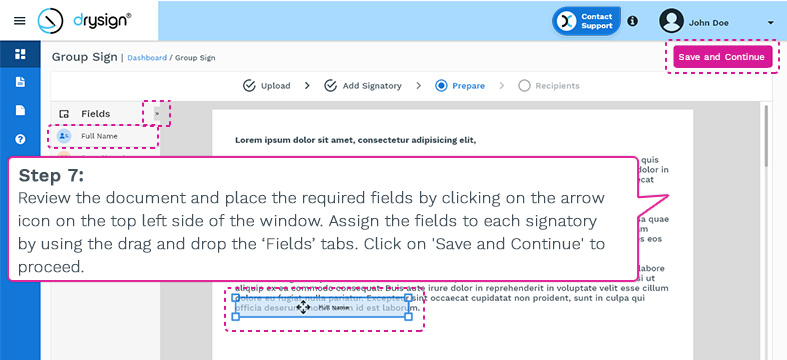 drysign®
Contact
Support
John Doe
Group Sign | Dashboard / Group Sign
Save and Continue
Upload > Add Signatory > Prepare > Recipients
Fields
>
Full Name
Lorem ipsum dolor sit amet, consectetur adipisicing elit,
quis
dolor in
ecat
Step 7:
Review the document and place the required fields by clicking on the arrow
icon on the top left side of the window. Assign the fields to each signatory
by using the drag and drop the ‘Fields’ tabs. Click on 'Save and Continue' to
proceed.
sa quae
m
s eos
labore
si ut
aliquip ex ea commodo consequat. Duis aute irure dolor in reprehenderit in voluptate velit esse cillum
dolore eu fugiat nulla pariatur. Excepteur sint occaecat cupidatat non proident, sunt in culpa qui
officia deserunt mollit anim id est laborum.
Full Name